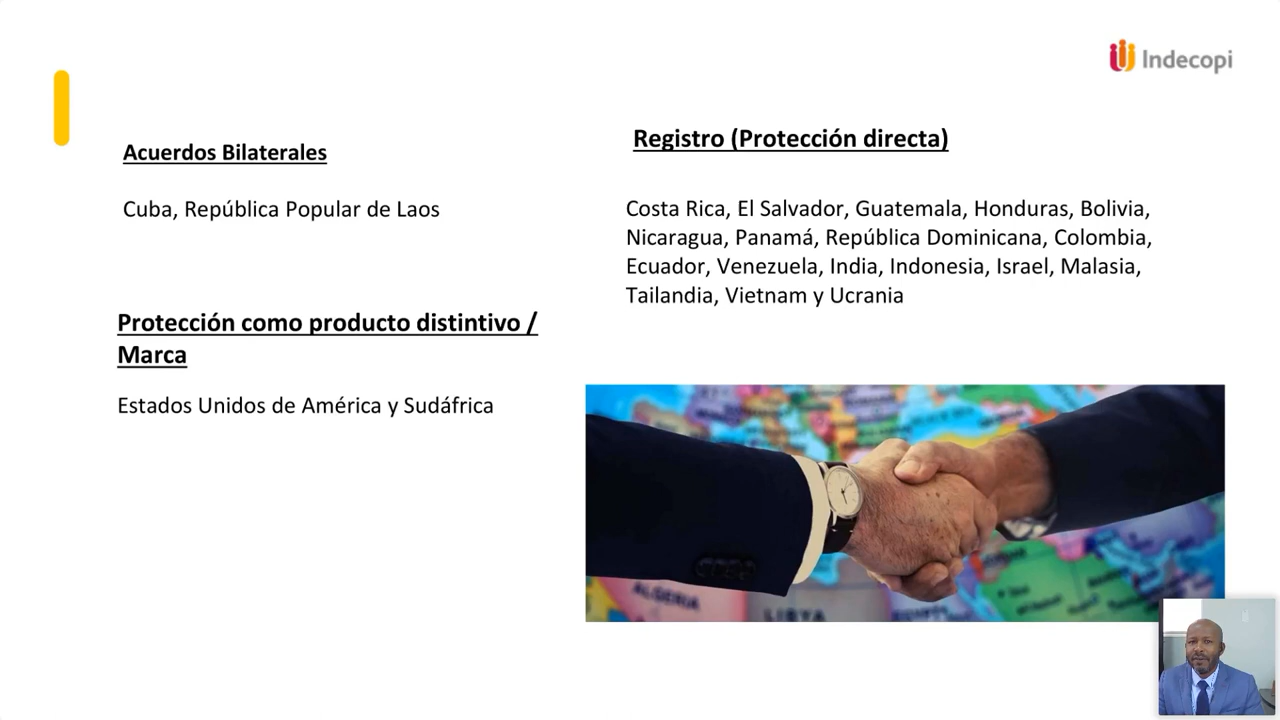 Indecopi
Acuerdos Bilaterales
Cuba, República Popular de Laos
Protección como producto distintivo /
Marca
Estados Unidos de América y Sudáfrica
Registro (Protección directa)
Costa Rica, El Salvador, Guatemala, Honduras, Bolivia,
Nicaragua, Panamá, República Dominicana, Colombia,
Ecuador, Venezuela, India, Indonesia, Israel, Malasia,
Tailandia, Vietnam y Ucrania
ALGERIA
LIBYA